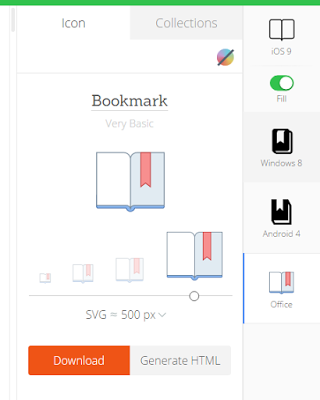 Icon
Collections
Bookmark
Very Basic
SVG ≈ 500 px
Download
Generate HTML
iOS 9
Fill
Windows 8
Android 4
Office